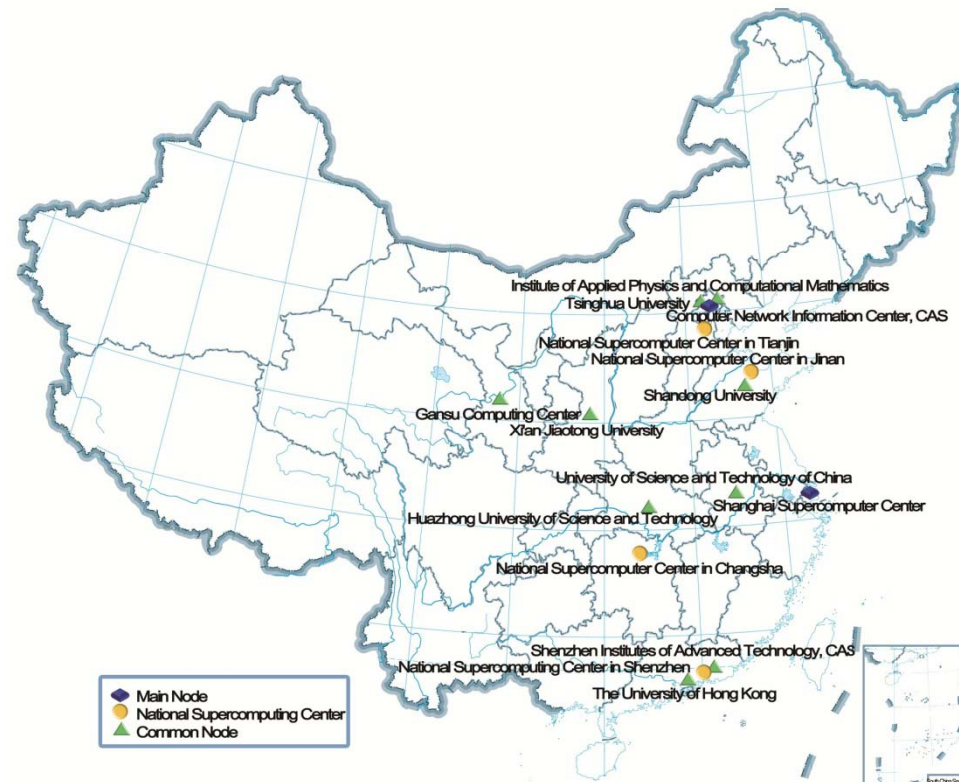 Institute of Applied Physics and Computational Mathematics
Tsinghua University
Computer Network Information Center, CAS
National Supercomputer Center in Tianjin
National Supercomputer Center in Jinan
Shandong University
Gansu Computing Center
Xi'an Jiaotong University
University of Science and Technology of China
Shanghai Supercomputer Center
Huazhong University of Science and Technology
National Supercomputer Center in Changsha
Shenzhen Institutes of Advanced Technology, CAS
National Supercomputing Center in Shenzhen
The University of Hong Kong
Main Node
National Supercomputing Center
Common Node